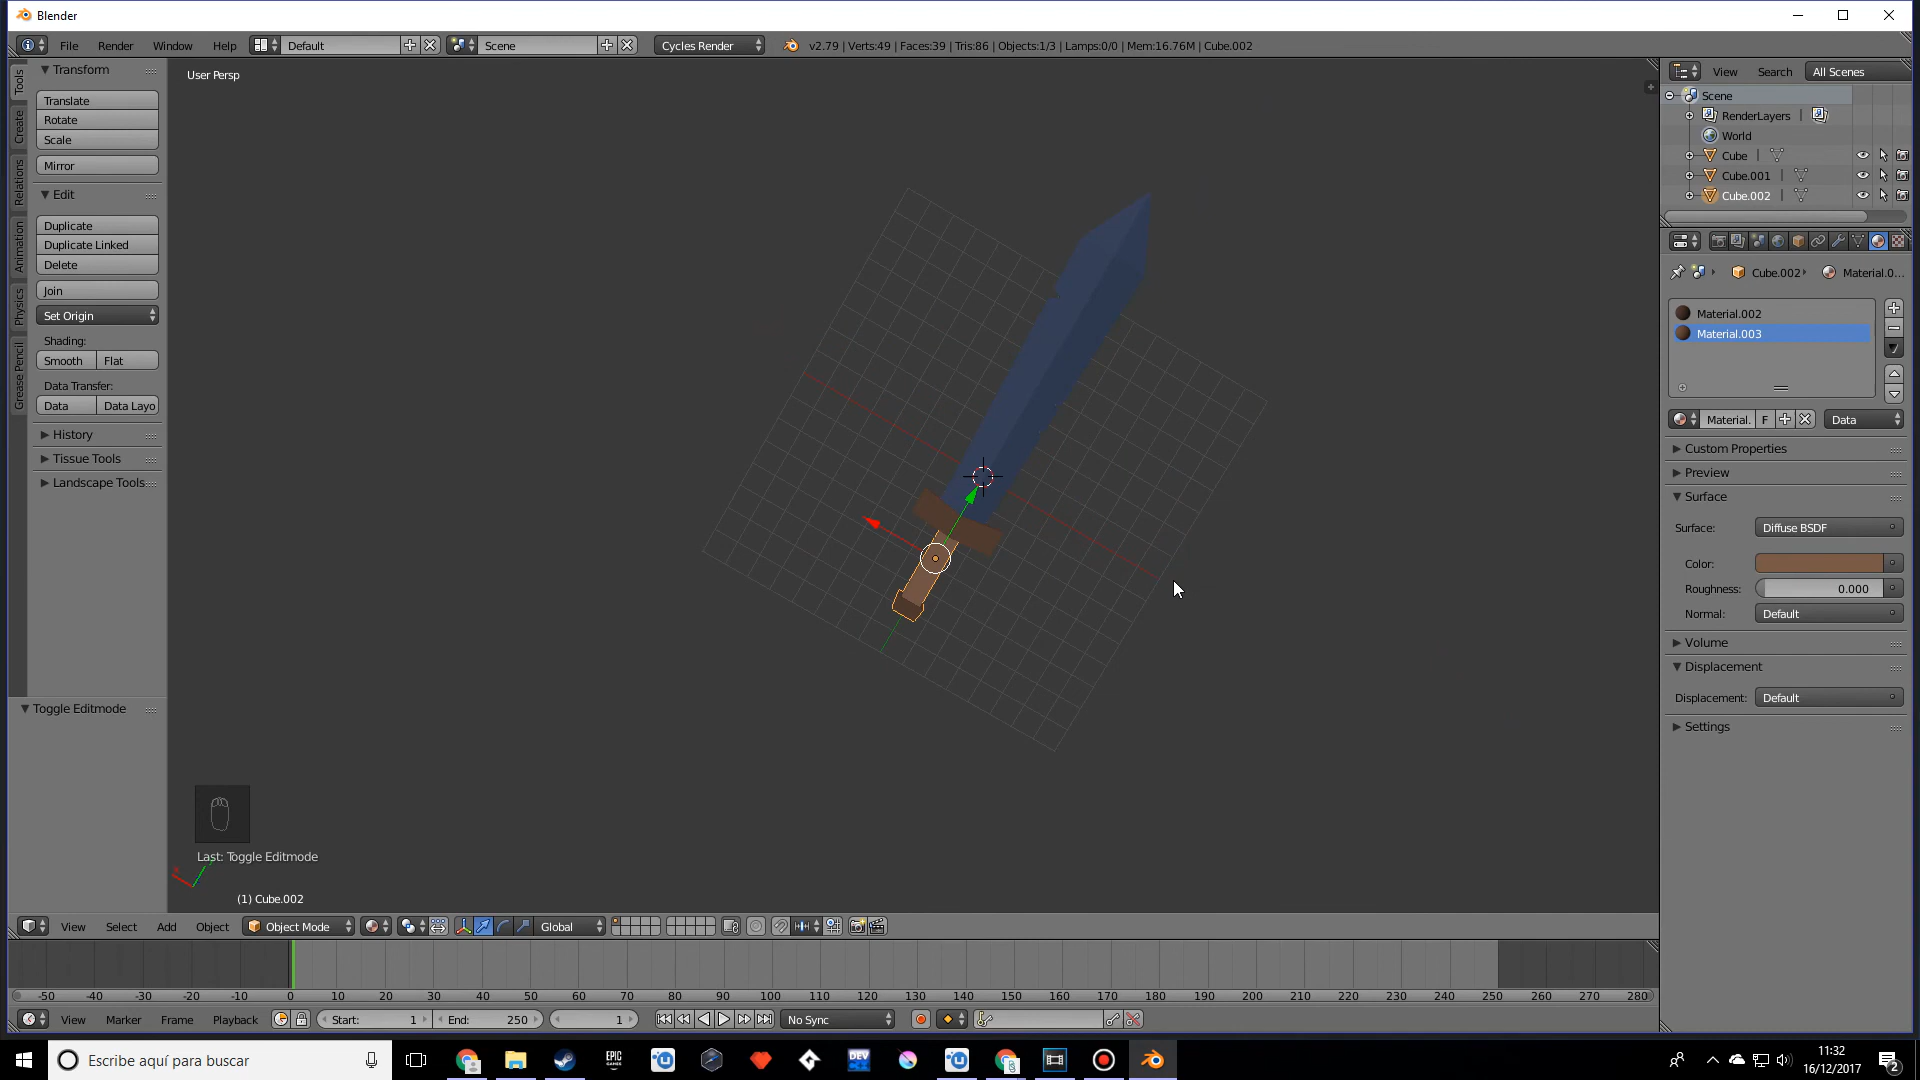 Blender
File Render Window Help Default Scene Cycles Render v2.79 | Verts:49 | Faces:39 | Tris:86 | Objects:1/3 | Lamps:0/0 | Mem:16.76M | Cube.002
Tools
Create
Relations
Animation
Physics
Grease Pencil
Transform
Translate
Rotate
Scale
Mirror
Edit
Duplicate
Duplicate Linked
Delete
Join
Set Origin
Shading:
Smooth Flat
Data Transfer:
Data Data Layo
History
Tissue Tools
Landscape Tools
Toggle Editmode
User Persp
Last: Toggle Editmode
(1) Cube.002
View Search All Scenes
Scene
RenderLayers |
World
Cube |
Cube.001 |
Cube.002 |
Cube.002 Material.0...
Material.002
Material.003
Material. F Data
Custom Properties
Preview
Surface
Surface: Diffuse BSDF
Color:
Roughness: 0.000
Normal: Default
Volume
Displacement
Displacement: Default
Settings
View Select Add Object Object Mode Global
-50 -40 -30 -20 -10 0 10 20 30 40 50 60 70 80 90 100 110 120 130 140 150 160 170 180 190 200 210 220 230 240 250 260 270 280
View Marker Frame Playback Start: 1 End: 250 1 No Sync
Escribe aquí para buscar
EPIC GAMES
DEV
11:32
16/12/2017
2